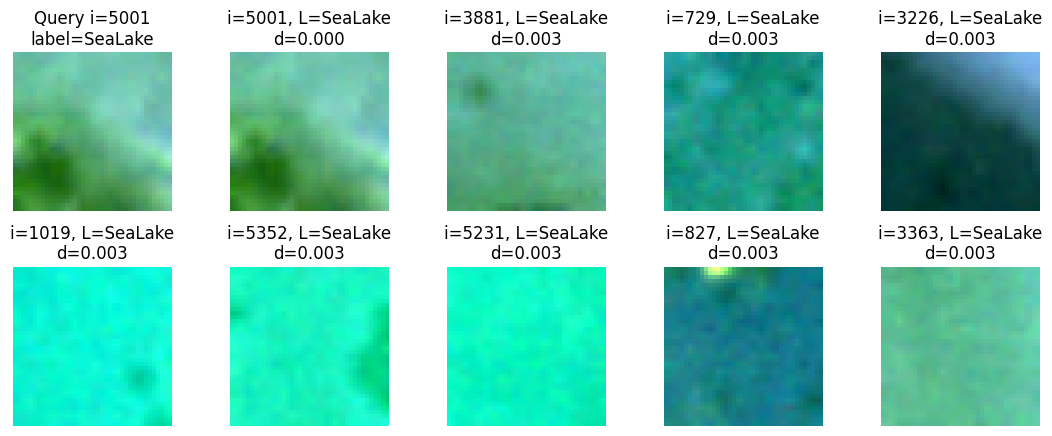 Query i=5001
label=SeaLake
i=5001, L=SeaLake
d=0.000
i=3881, L=SeaLake
d=0.003
i=729, L=SeaLake
d=0.003
i=3226, L=SeaLake
d=0.003
i=1019, L=SeaLake
d=0.003
i=5352, L=SeaLake
d=0.003
i=5231, L=SeaLake
d=0.003
i=827, L=SeaLake
d=0.003
i=3363, L=SeaLake
d=0.003